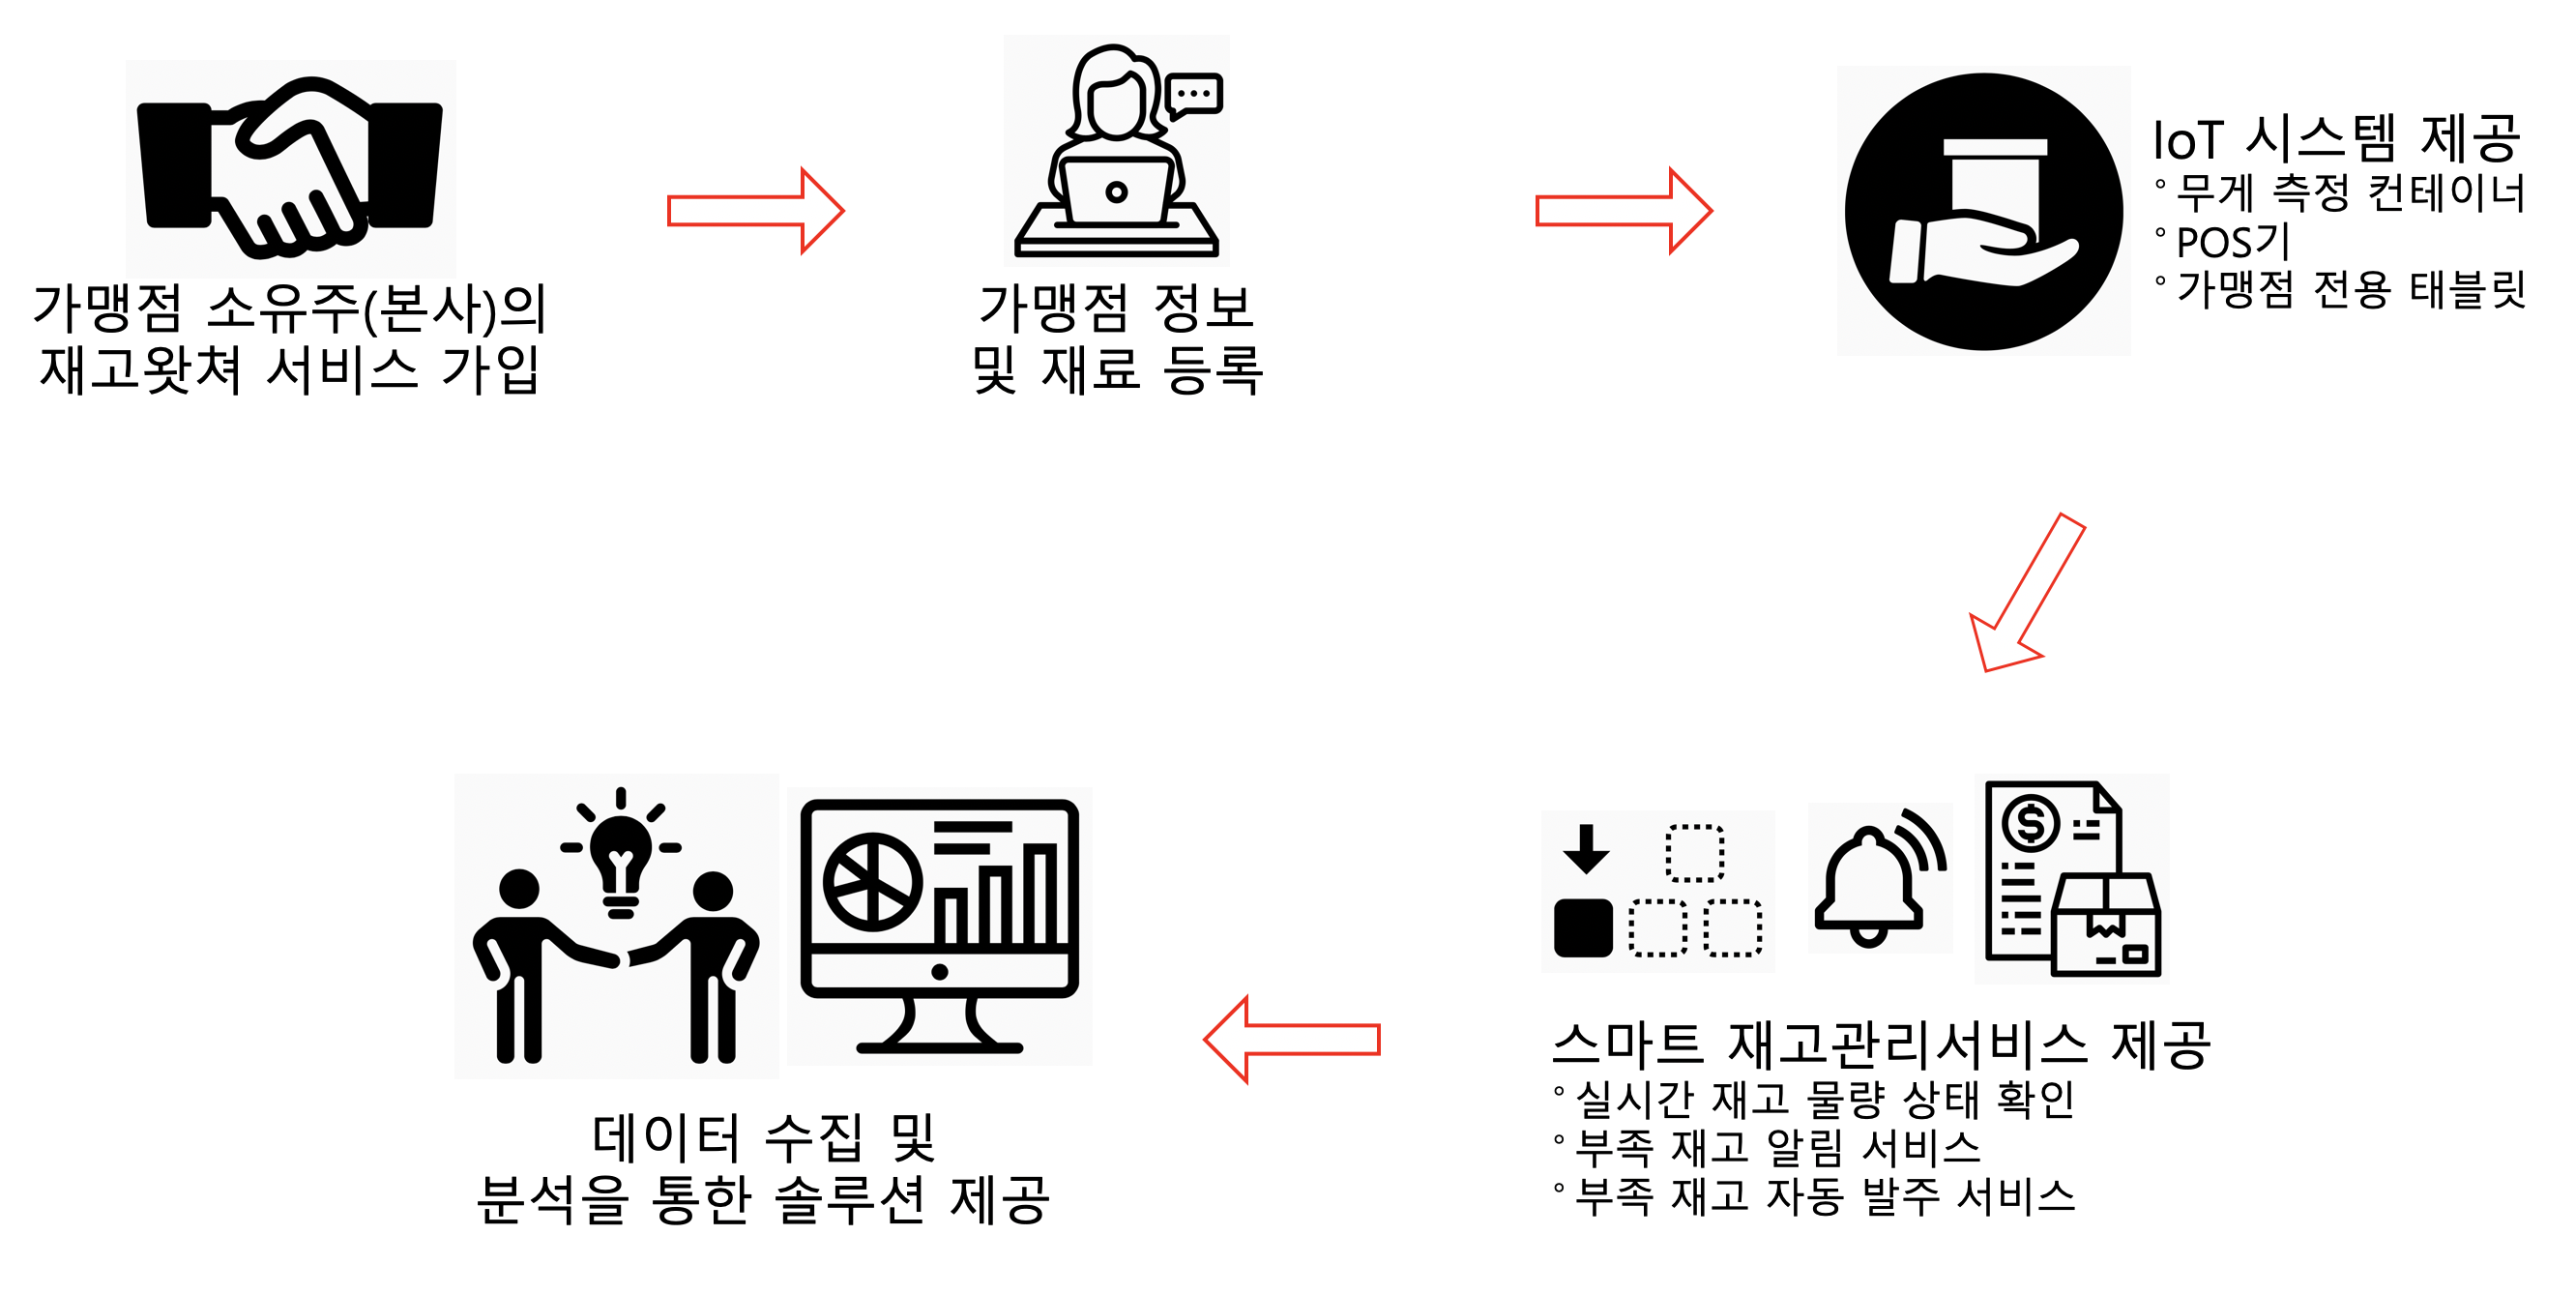 가맹점 소유주(본사)의
재고왓쳐 서비스 가입
가맹점 정보
및 재료 등록
IoT 시스템 제공
° 무게 측정 컨테이너
° POS기
° 가맹점 전용 태블릿
스마트 재고관리서비스 제공
° 실시간 재고 물량 상태 확인
° 부족 재고 알림 서비스
° 부족 재고 자동 발주 서비스
데이터 수집 및
분석을 통한 솔루션 제공